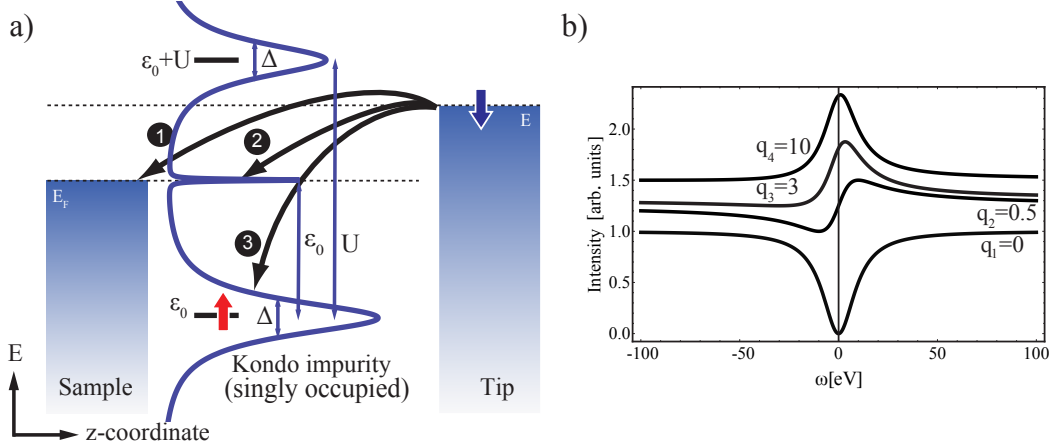 a)
ε₀+U
Δ
E
1
2
E_F
3
ε₀
U
ε₀
Δ
Kondo impurity
(singly occupied)
E
Sample
Tip
z-coordinate
b)
Intensity [arb. units]
2.0
1.5
1.0
0.5
0.0
q₄=10
q₃=3
q₂=0.5
q₁=0
-100
-50
0
50
100
ω[eV]